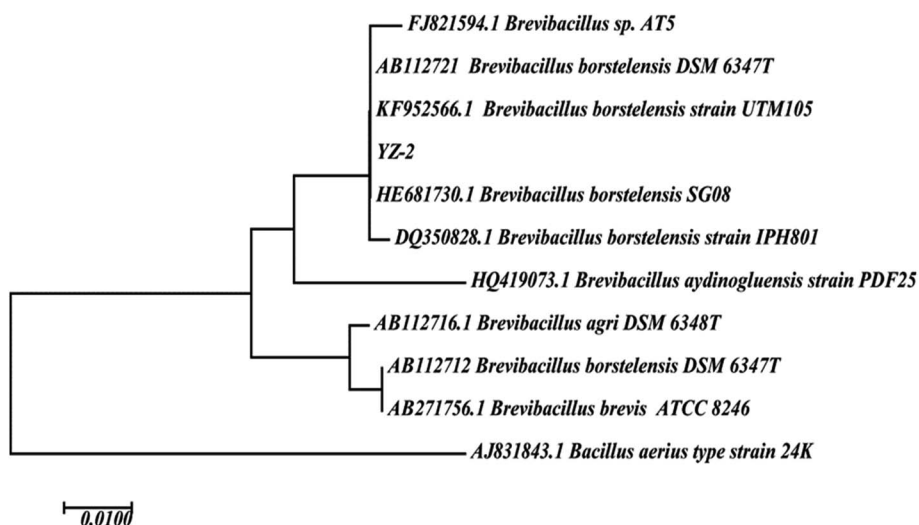 FJ821594.1 Brevibacillus sp. AT5
AB112721 Brevibacillus borstelensis DSM 6347T
KF952566.1 Brevibacillus borstelensis strain UTM105
YZ-2
HE681730.1 Brevibacillus borstelensis SG08
DQ350828.1 Brevibacillus borstelensis strain IPH801
HQ419073.1 Brevibacillus aydinogluensis strain PDF25
AB112716.1 Brevibacillus agri DSM 6348T
AB112712 Brevibacillus borstelensis DSM 6347T
AB271756.1 Brevibacillus brevis ATCC 8246
AJ831843.1 Bacillus aerius type strain 24K
0.0100